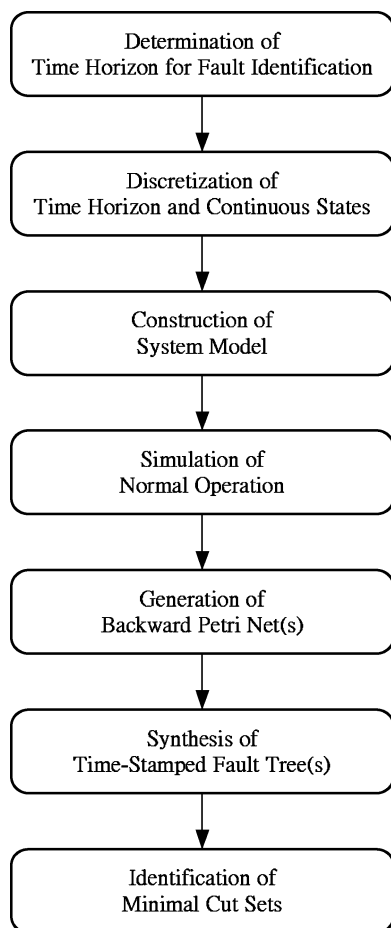 Determination of
Time Horizon for Fault Identification
Discretization of
Time Horizon and Continuous States
Construction of
System Model
Simulation of
Normal Operation
Generation of
Backward Petri Net(s)
Synthesis of
Time-Stamped Fault Tree(s)
Identification of
Minimal Cut Sets